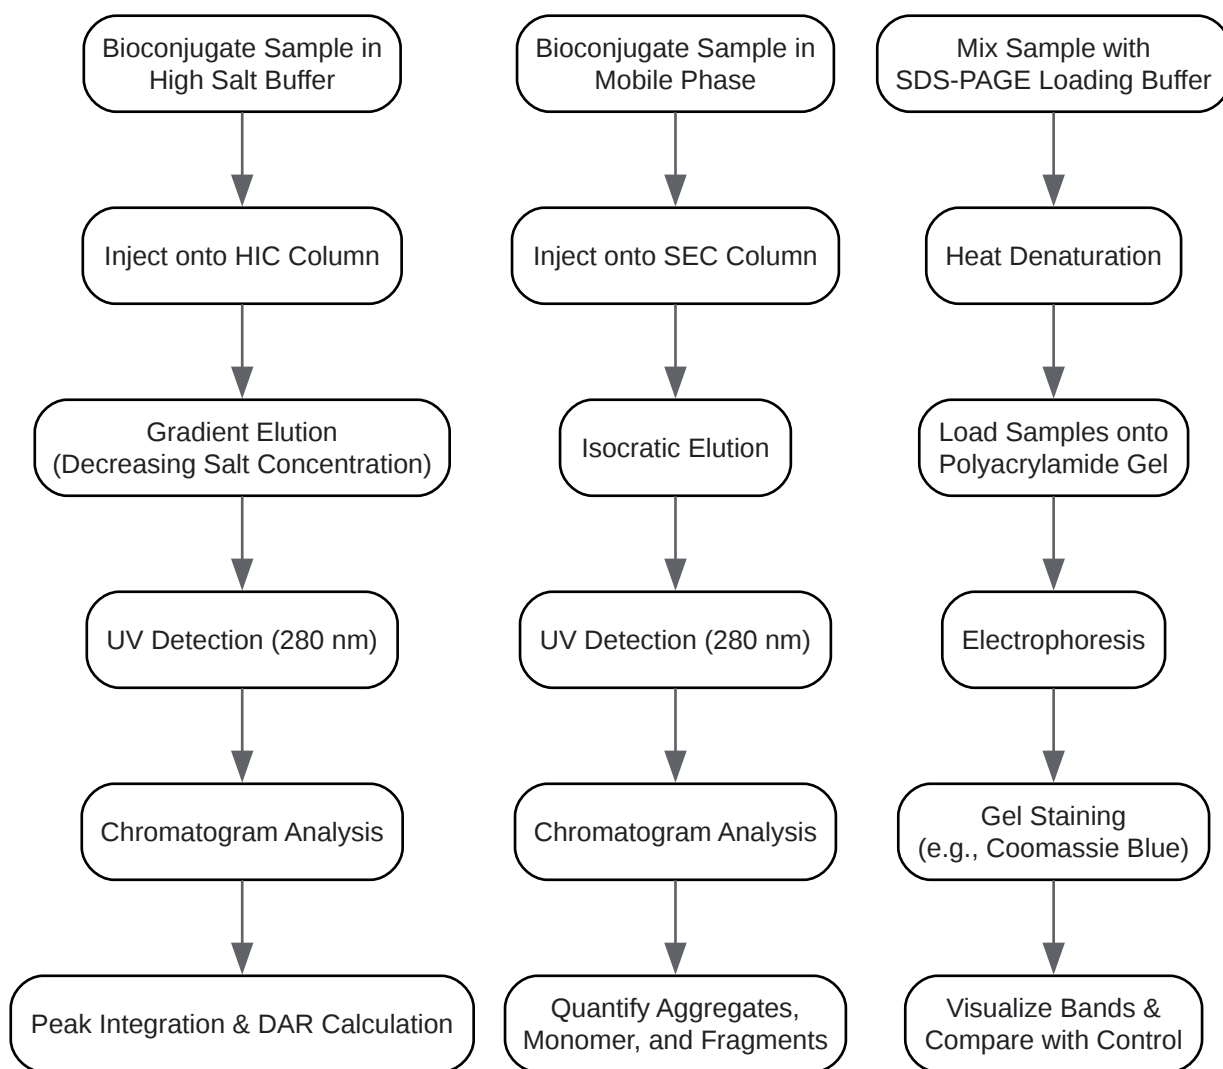 Bioconjugate Sample in
High Salt Buffer
Inject onto HIC Column
Gradient Elution
(Decreasing Salt Concentration)
UV Detection (280 nm)
Chromatogram Analysis
Peak Integration & DAR Calculation
Bioconjugate Sample in
Mobile Phase
Inject onto SEC Column
Isocratic Elution
UV Detection (280 nm)
Chromatogram Analysis
Quantify Aggregates,
Monomer, and Fragments
Mix Sample with
SDS-PAGE Loading Buffer
Heat Denaturation
Load Samples onto
Polyacrylamide Gel
Electrophoresis
Gel Staining
(e.g., Coomassie Blue)
Visualize Bands &
Compare with Control